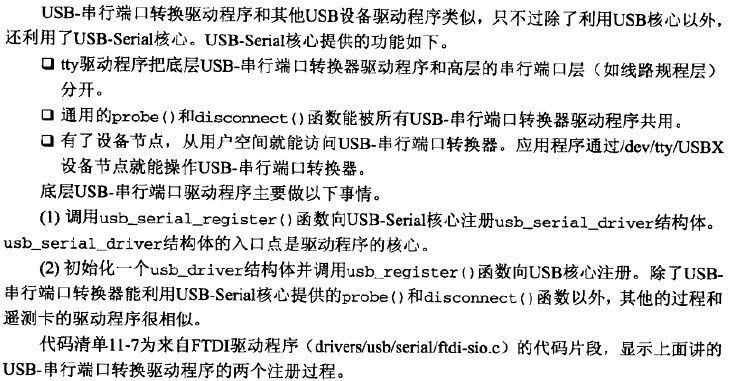 USB-串行端口转换驱动程序和其他USB设备驱动程序类似，只不过除了利用USB核心以外，
还利用了USB-Serial核心。USB-Serial核心提供的功能如下。
❑ tty驱动程序把底层USB-串行端口转换器驱动程序和高层的串行端口层（如线路规程层）
分开。
❑ 通用的probe()和disconnect()函数能被所有USB-串行端口转换器驱动程序共用。
❑ 有了设备节点，从用户空间就能访问USB-串行端口转换器。应用程序通过/dev/tty/USBX
设备节点就能操作USB-串行端口转换器。
底层USB-串行端口驱动程序主要做以下事情。
(1) 调用usb_serial_register()函数向USB-Serial核心注册usb_serial_driver结构体。
usb_serial_driver结构体的入口点是驱动程序的核心。
(2) 初始化一个usb_driver结构体并调用usb_register()函数向USB核心注册。除了USB-
串行端口转换器能利用USB-Serial核心提供的probe()和disconnect()函数以外，其他的过程和
遥测卡的驱动程序很相似。
代码清单11-7为来自FTDI驱动程序（drivers/usb/serial/ftdi-sio.c）的代码片段，显示上面讲的
USB-串行端口转换驱动程序的两个注册过程。